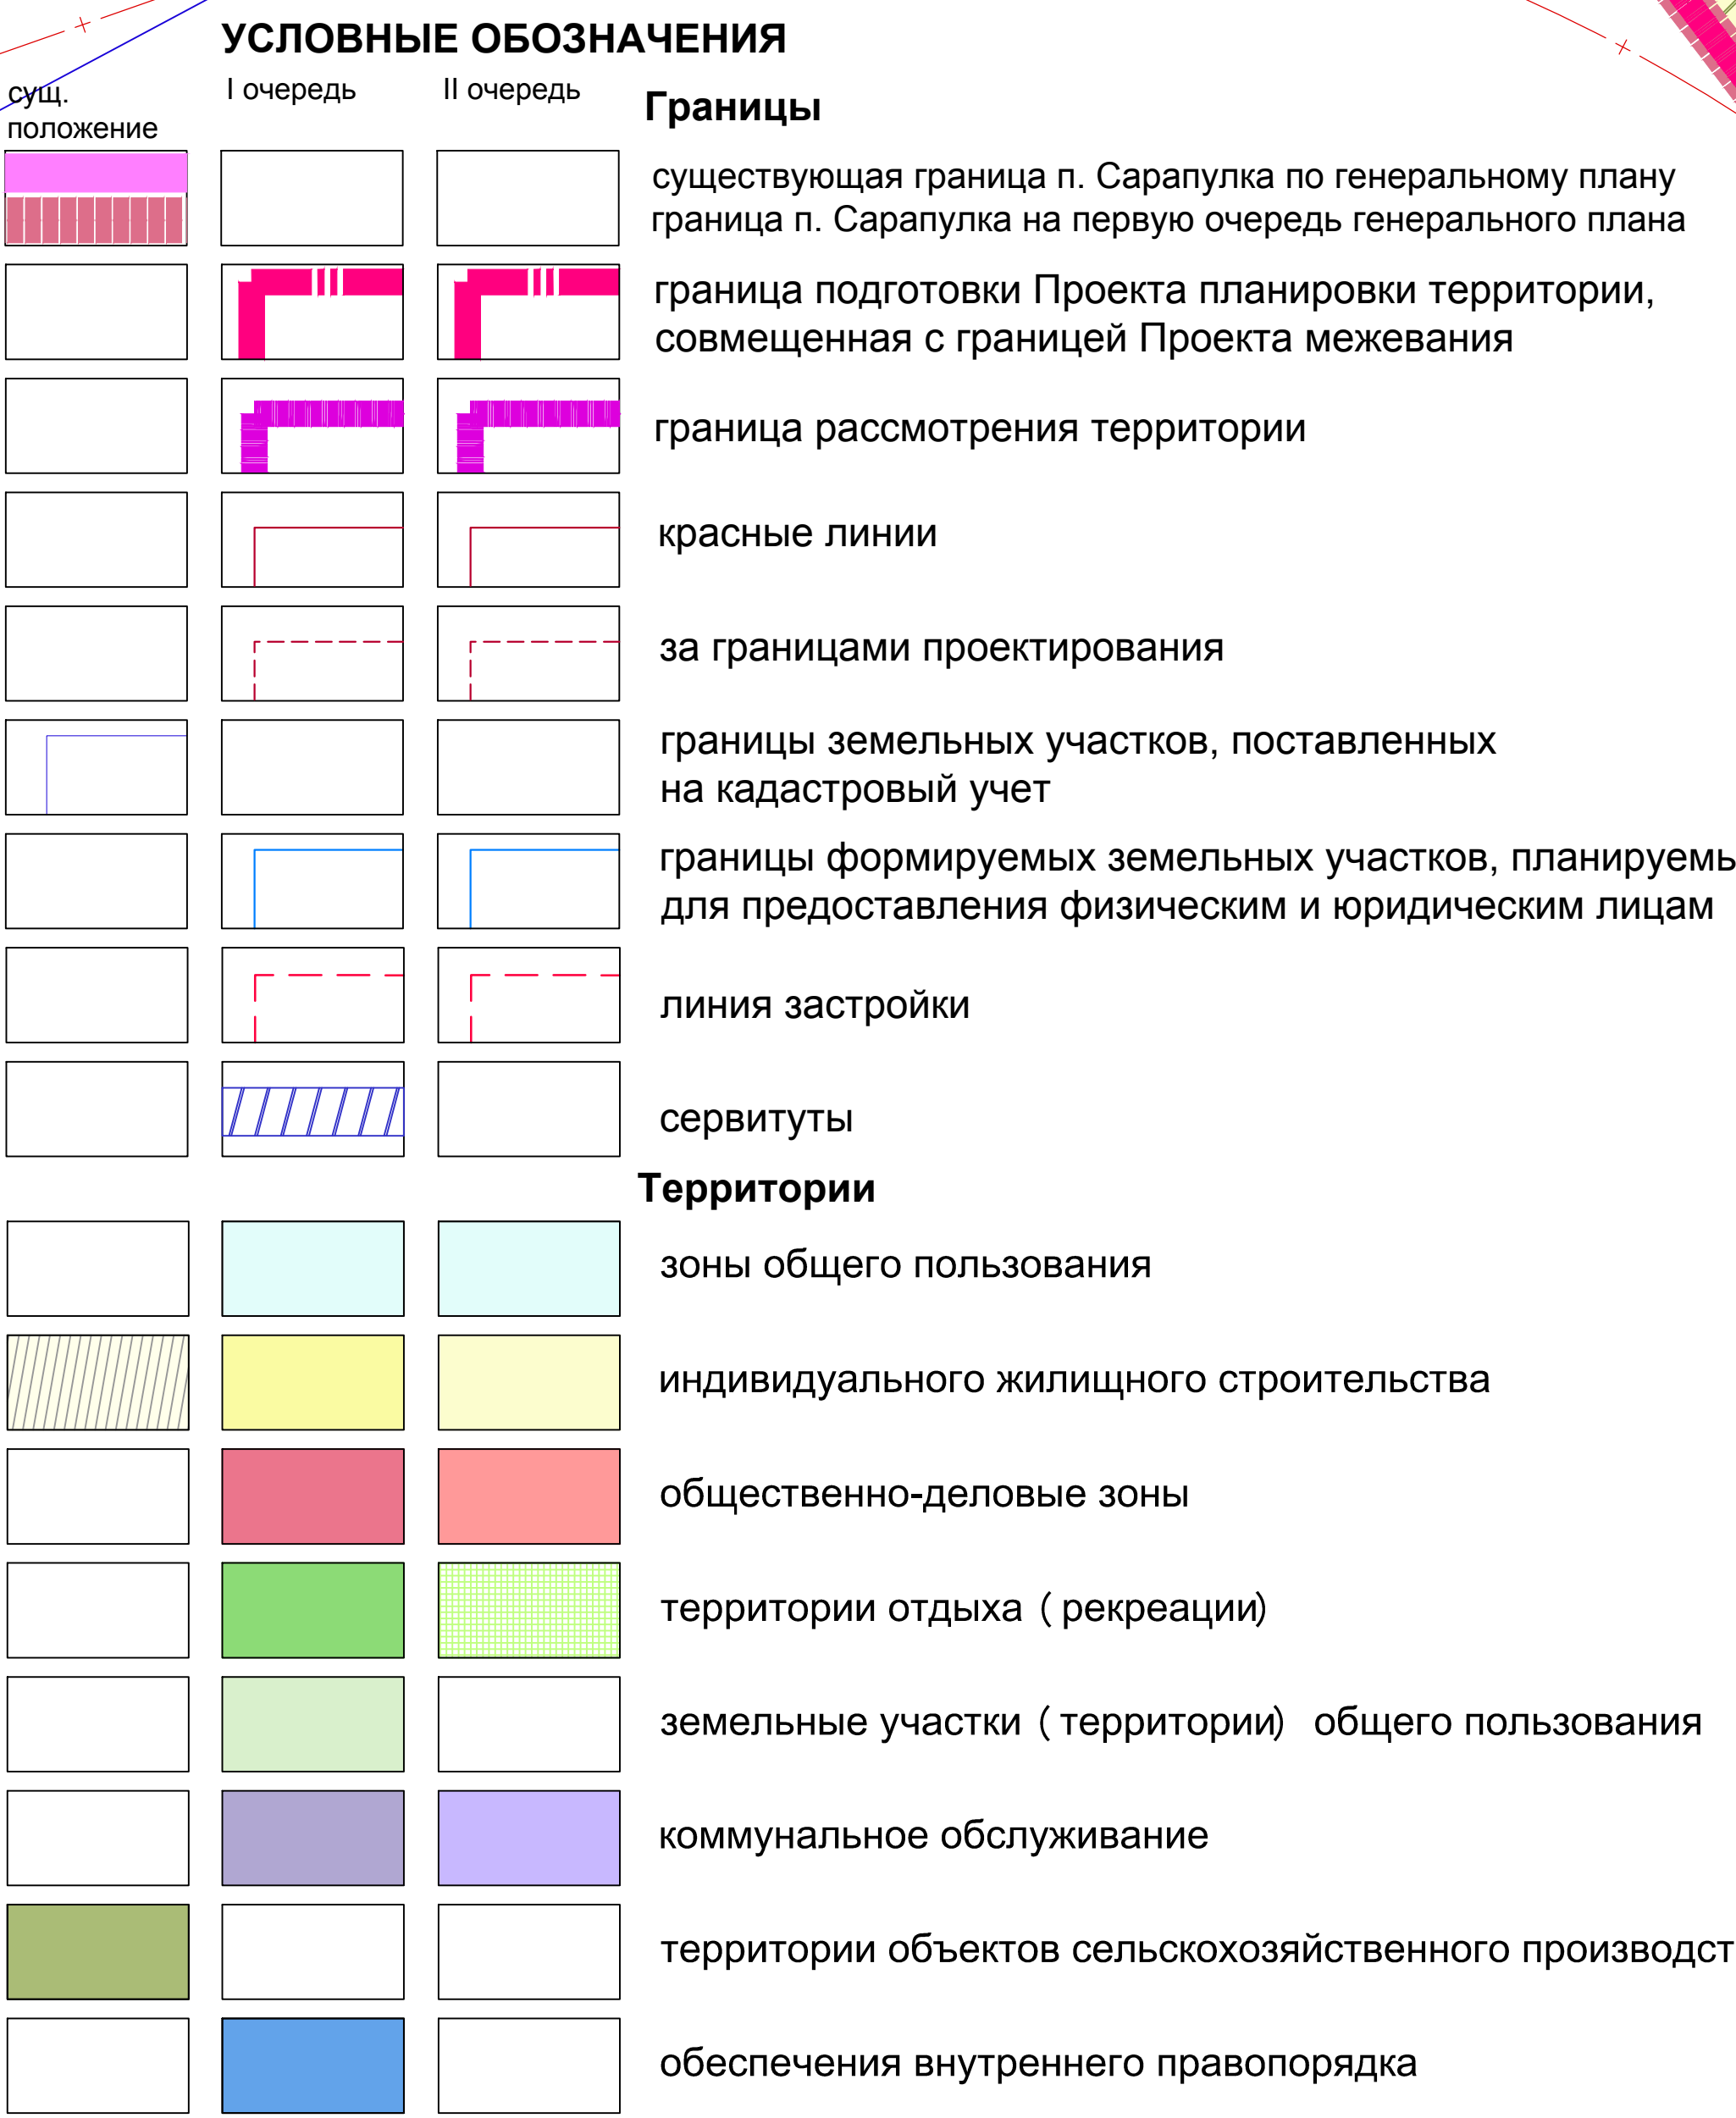 УСЛОВНЫЕ ОБОЗНАЧЕНИЯ
сущ.
положение
I очередь
II очередь
Границы
существующая граница п. Сарапулка по генеральному плану
граница п. Сарапулка на первую очередь генерального плана
граница подготовки Проекта планировки территории,
совмещенная с границей Проекта межевания
граница рассмотрения территории
красные линии
за границами проектирования
границы земельных участков, поставленных
на кадастровый учет
границы формируемых земельных участков,
для предоставления физическим и юридическим лицам
линия застройки
сервитуты
Территории
зоны общего пользования
индивидуального жилищного строительства
общественно-деловые зоны
территории отдыха ( рекреации)
земельные участки ( территории) общего пользования
коммунальное обслуживание
территории объектов сельскохозяйственного
обеспечения внутреннего правопорядка